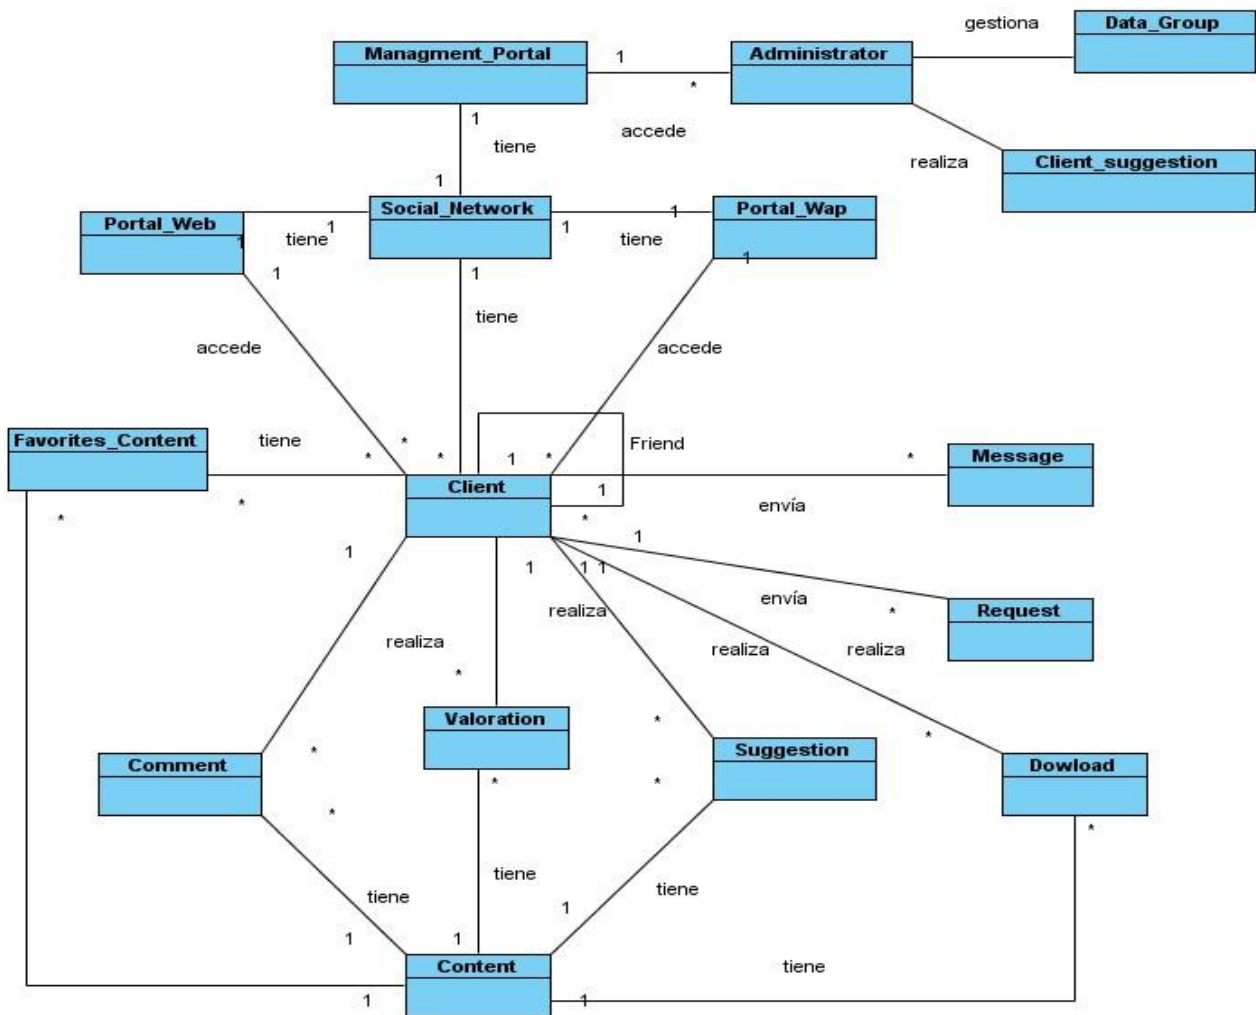 gestiona
Data_Group
Managment_Portal
1
Administrator
*
1
accede
tiene
realiza
Client_suggestion
1
Portal_Web
1
tiene
1
Social_Network
1
tiene
1
Portal_Wap
1
1
1
tiene
accede
accede
Favorites_Content
tiene
*
*
*
*
1
*
Friend
*
Message
Client
1
*
*
*
envía
1
1
1
1
1
envía
*
Request
realiza
realiza
realiza
realiza
*
Valoration
*
*
Suggestion
*
Comment
*
*
*
Dowload
*
tiene
tiene
tiene
1
1
1
Content
tiene
1
1